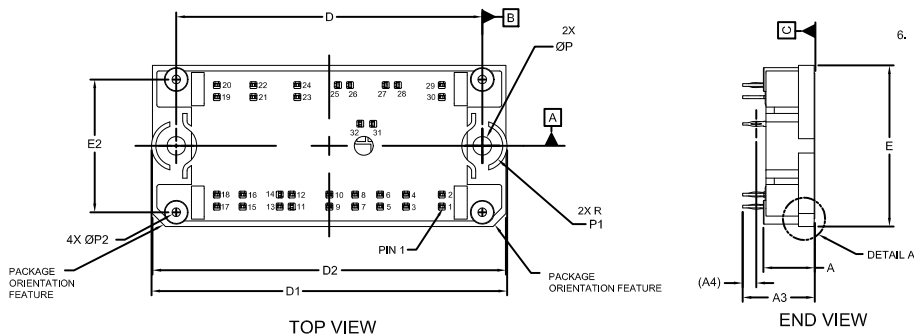 D
B
2X
ØP
C
6.
20 22 24 25 26 27 28 29
19 21 23 30
32 31
A
E2
E
18 16 14 12 10 8 6 4 2
17 15 13 11 9 7 5 3 1
2X R
P1
4X ØP2
PIN 1
PACKAGE
ORIENTATION
FEATURE
D2
PACKAGE
ORIENTATION FEATURE
D1
DETAIL A
(A4)
A
A3
TOP VIEW
END VIEW